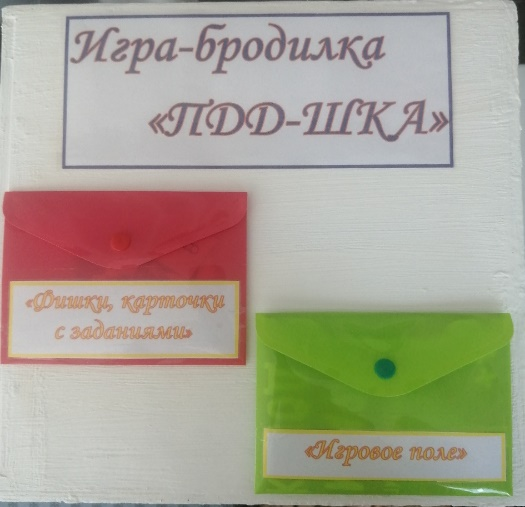 Игра-бродилка
«ПДД-ШКА»
«Фишки, карточки
с заданиями»
«Игровое поле»